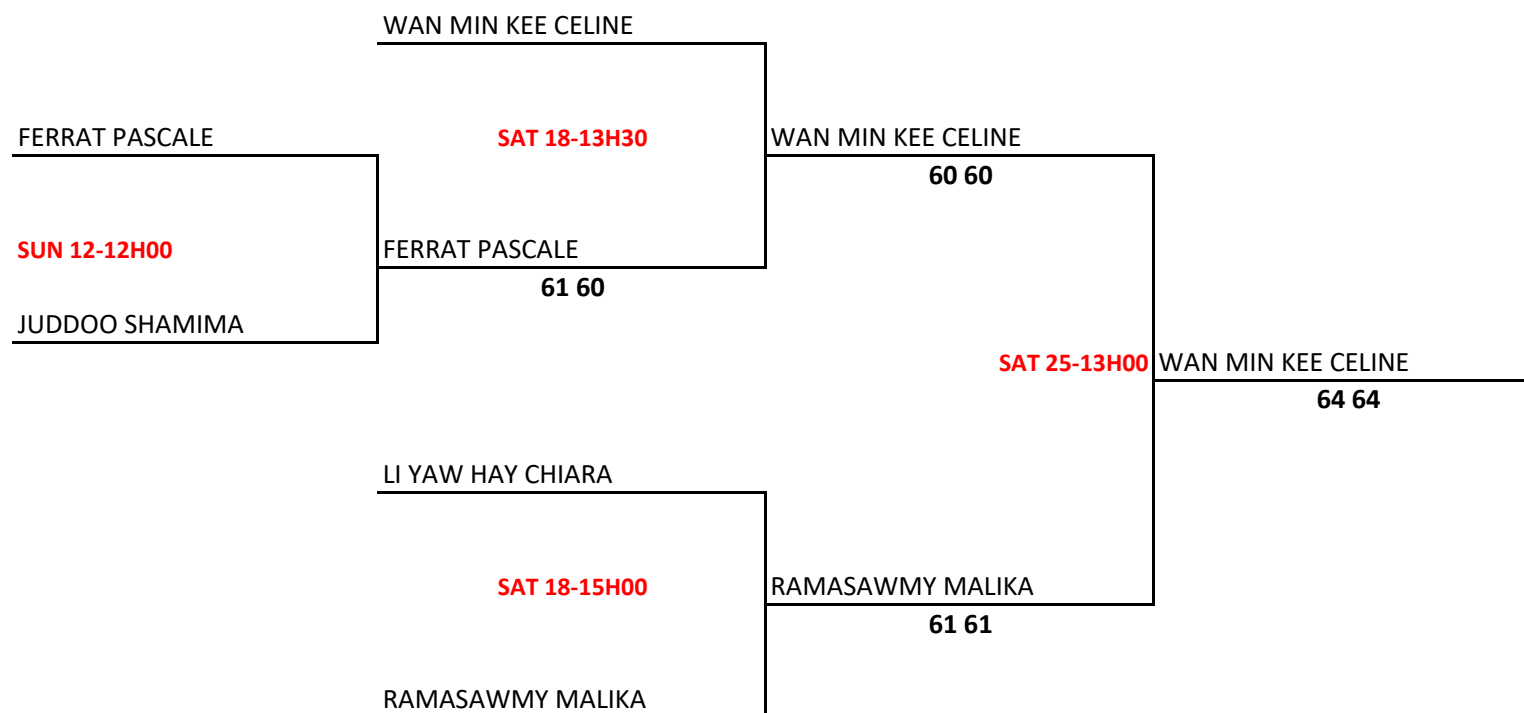 WAN MIN KEE CELINE
FERRAT PASCALE
SAT 18-13H30
WAN MIN KEE CELINE
60 60
SUN 12-12H00
FERRAT PASCALE
61 60
JUDDOO SHAMIMA
SAT 25-13H00
WAN MIN KEE CELINE
64 64
LI YAW HAY CHIARA
SAT 18-15H00
RAMASAWMY MALIKA
61 61
RAMASAWMY MALIKA